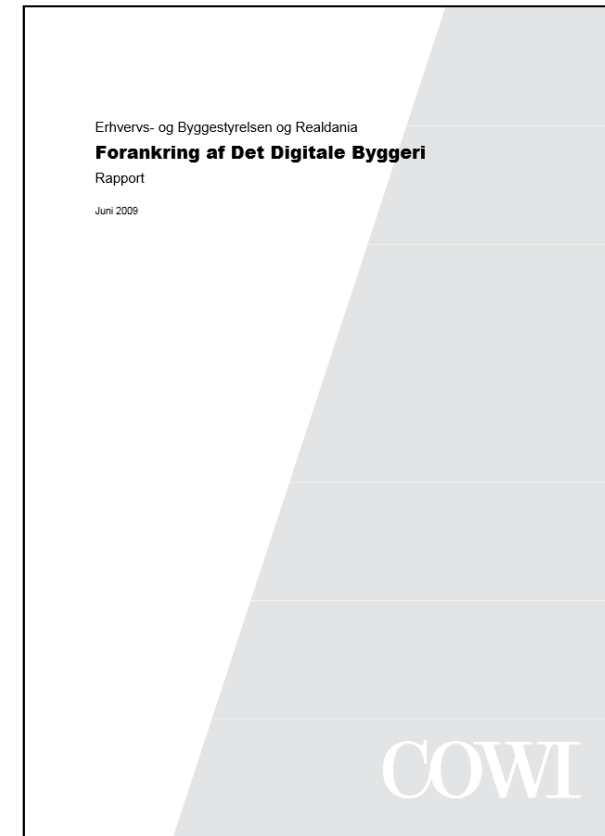 Erhvervs- og Byggestyrelsen og Realdania
Forankring af Det Digitale Byggeri
Rapport
Juni 2009
COWI